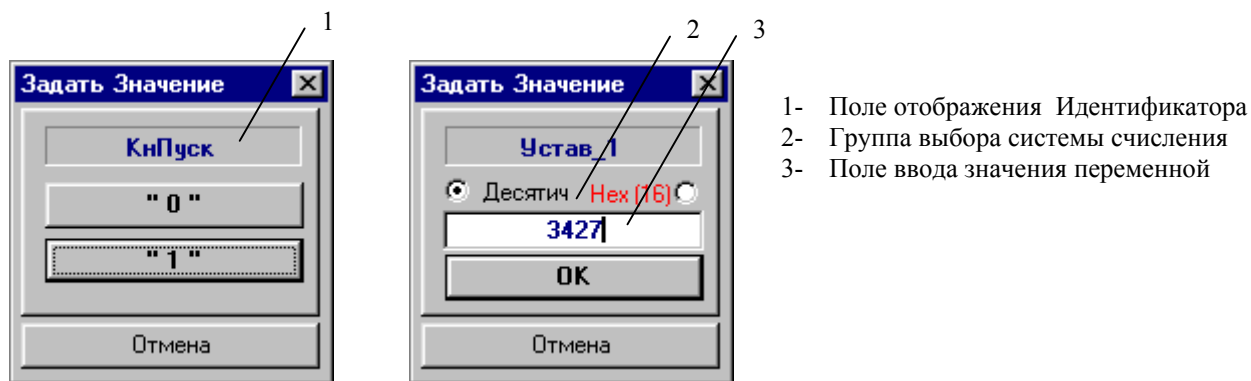 1
2
3
Задать Значение
КнПуск
" 0 "
" 1 "
Отмена
Задать Значение
Устав_1
Десятич Hex (16)
3427
OK
Отмена
1- Поле отображения Идентификатора
2- Группа выбора системы счисления
3- Поле ввода значения переменной